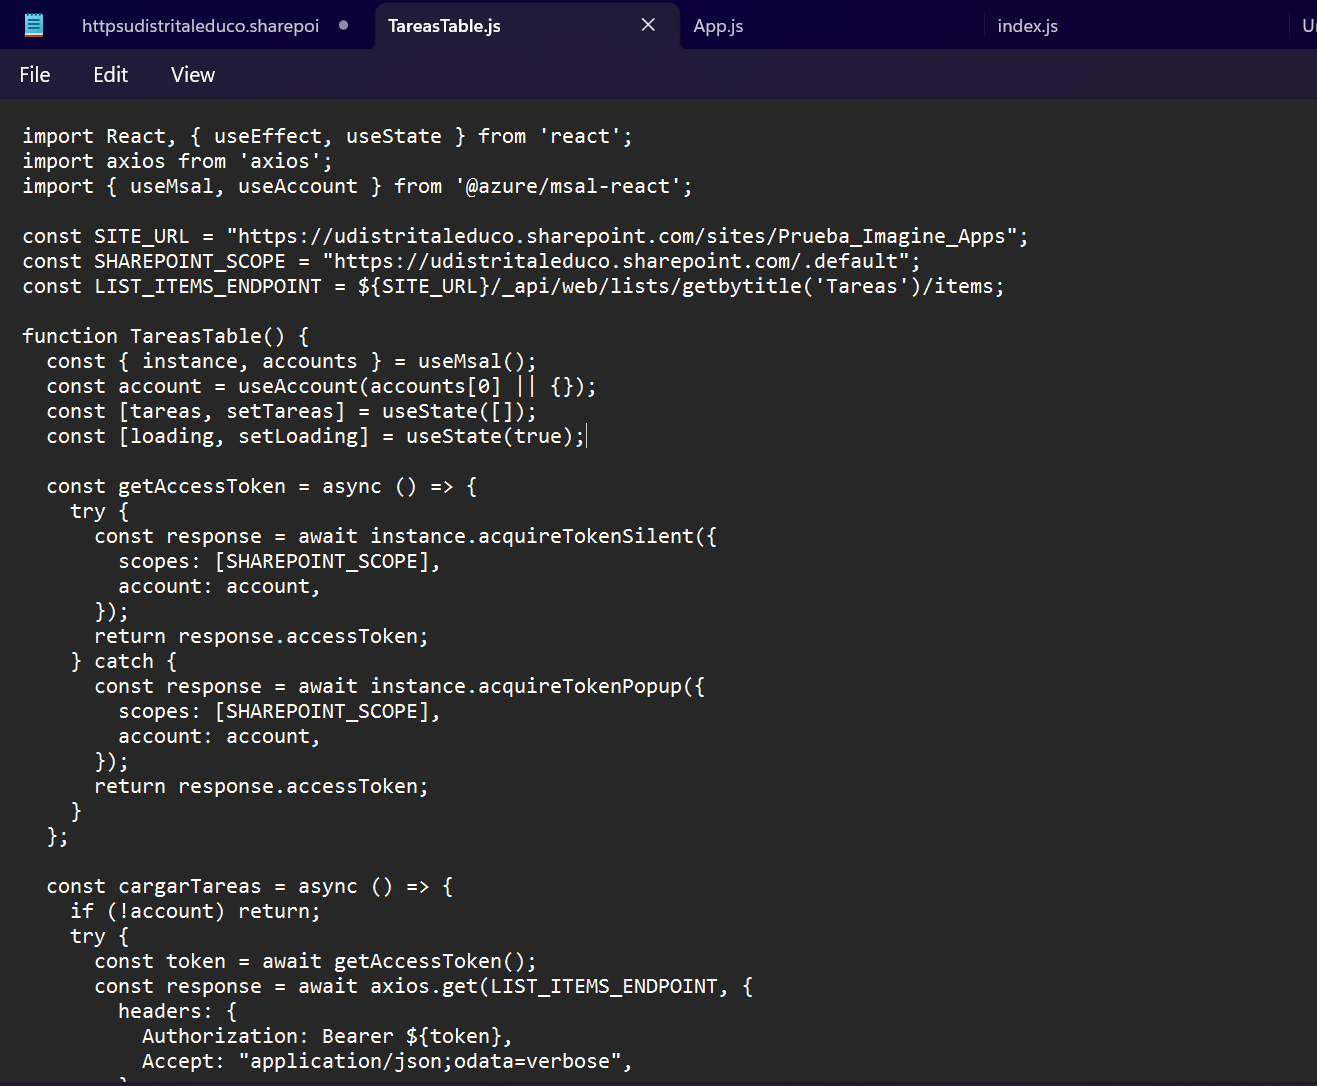 httpsudistritaleduco.sharepoi
TareasTable.js
App.js
index.js
File
Edit
View
import React, { useEffect, useState } from 'react';
import axios from 'axios';
import { useMsal, useAccount } from '@azure/msal-react';
const SITE_URL = "https://udistritaleduco.sharepoint.com/sites/Prueba_Imagine_Apps";
const SHAREPOINT_SCOPE = "https://udistritaleduco.sharepoint.com/.default";
const LIST_ITEMS_ENDPOINT = ${SITE_URL}/_api/web/lists/getbytitle('Tareas')/items;
function TareasTable() {
  const { instance, accounts } = useMsal();
  const account = useAccount(accounts[0] || {});
  const [tareas, setTareas] = useState([]);
  const [loading, setLoading] = useState(true);
  const getAccessToken = async () => {
    try {
      const response = await instance.acquireTokenSilent({
        scopes: [SHAREPOINT_SCOPE],
        account: account,
      });
      return response.accessToken;
    } catch {
      const response = await instance.acquireTokenPopup({
        scopes: [SHAREPOINT_SCOPE],
        account: account,
      });
      return response.accessToken;
    }
  };
  const cargarTareas = async () => {
    if (!account) return;
    try {
      const token = await getAccessToken();
      const response = await axios.get(LIST_ITEMS_ENDPOINT, {
        headers: {
          Authorization: Bearer ${token},
          Accept: "application/json;odata=verbose",